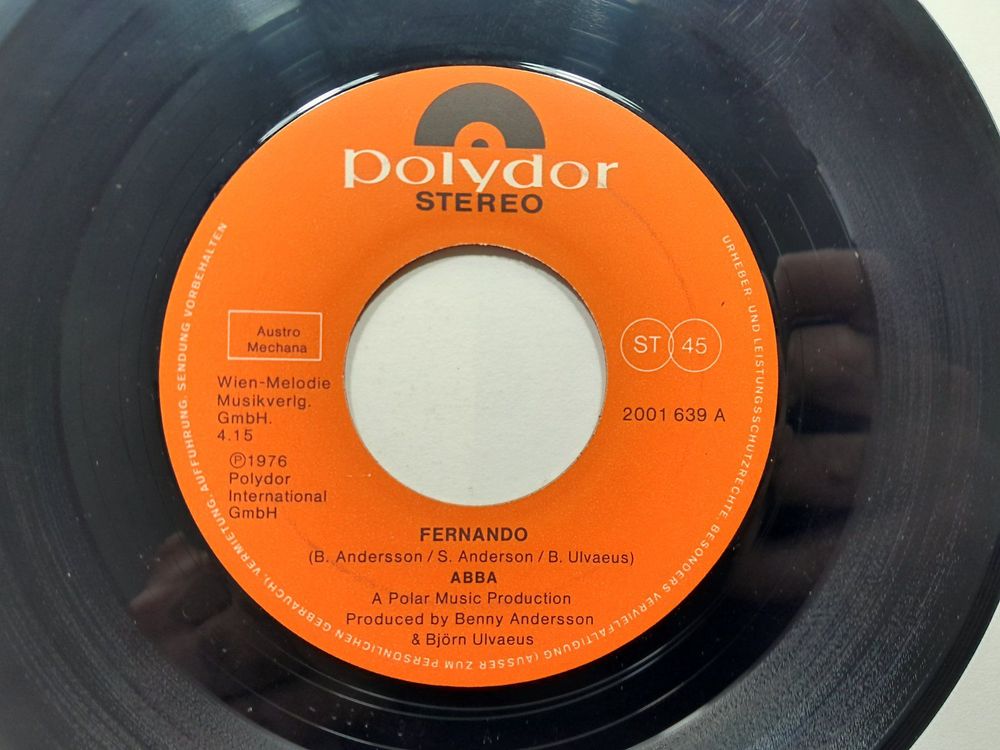 polydor
STEREO
Austro
Mechana
ST 45
Wien-Melodie
Musikverlg.
GmbH.
4.15
2001 639 A
Ⓟ1976
Polydor
International
GmbH
FERNANDO
(B. Andersson / S. Anderson / B. Ulvaeus)
ABBA
A Polar Music Production
Produced by Benny Andersson
& Björn Ulvaeus
URHEBER- UND LEISTUNGSSCHUTZRECHTE, BESONDERS VERVIELFÄLTIGUNG (AUSSER ZUM PERSÖNLICHEN GEBRAUCH), VERMIETUNG, AUFFÜHRUNG, SENDUNG VORBEHALTEN